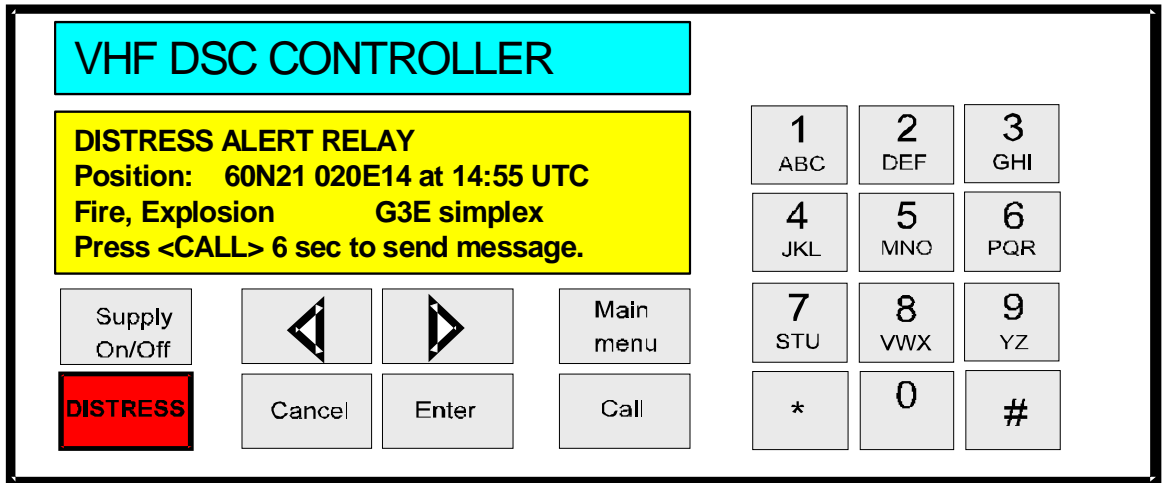 VHF DSC CONTROLLER
DISTRESS ALERT RELAY
Position: 60N21 020E14 at 14:55 UTC
Fire, Explosion G3E simplex
Press <CALL> 6 sec to send message.
Supply
On/Off
Main
menu
DISTRESS
Cancel
Enter
Call
1
ABC
2
DEF
3
GHI
4
JKL
5
MNO
6
PQR
7
STU
8
VWX
9
YZ
*
0
#